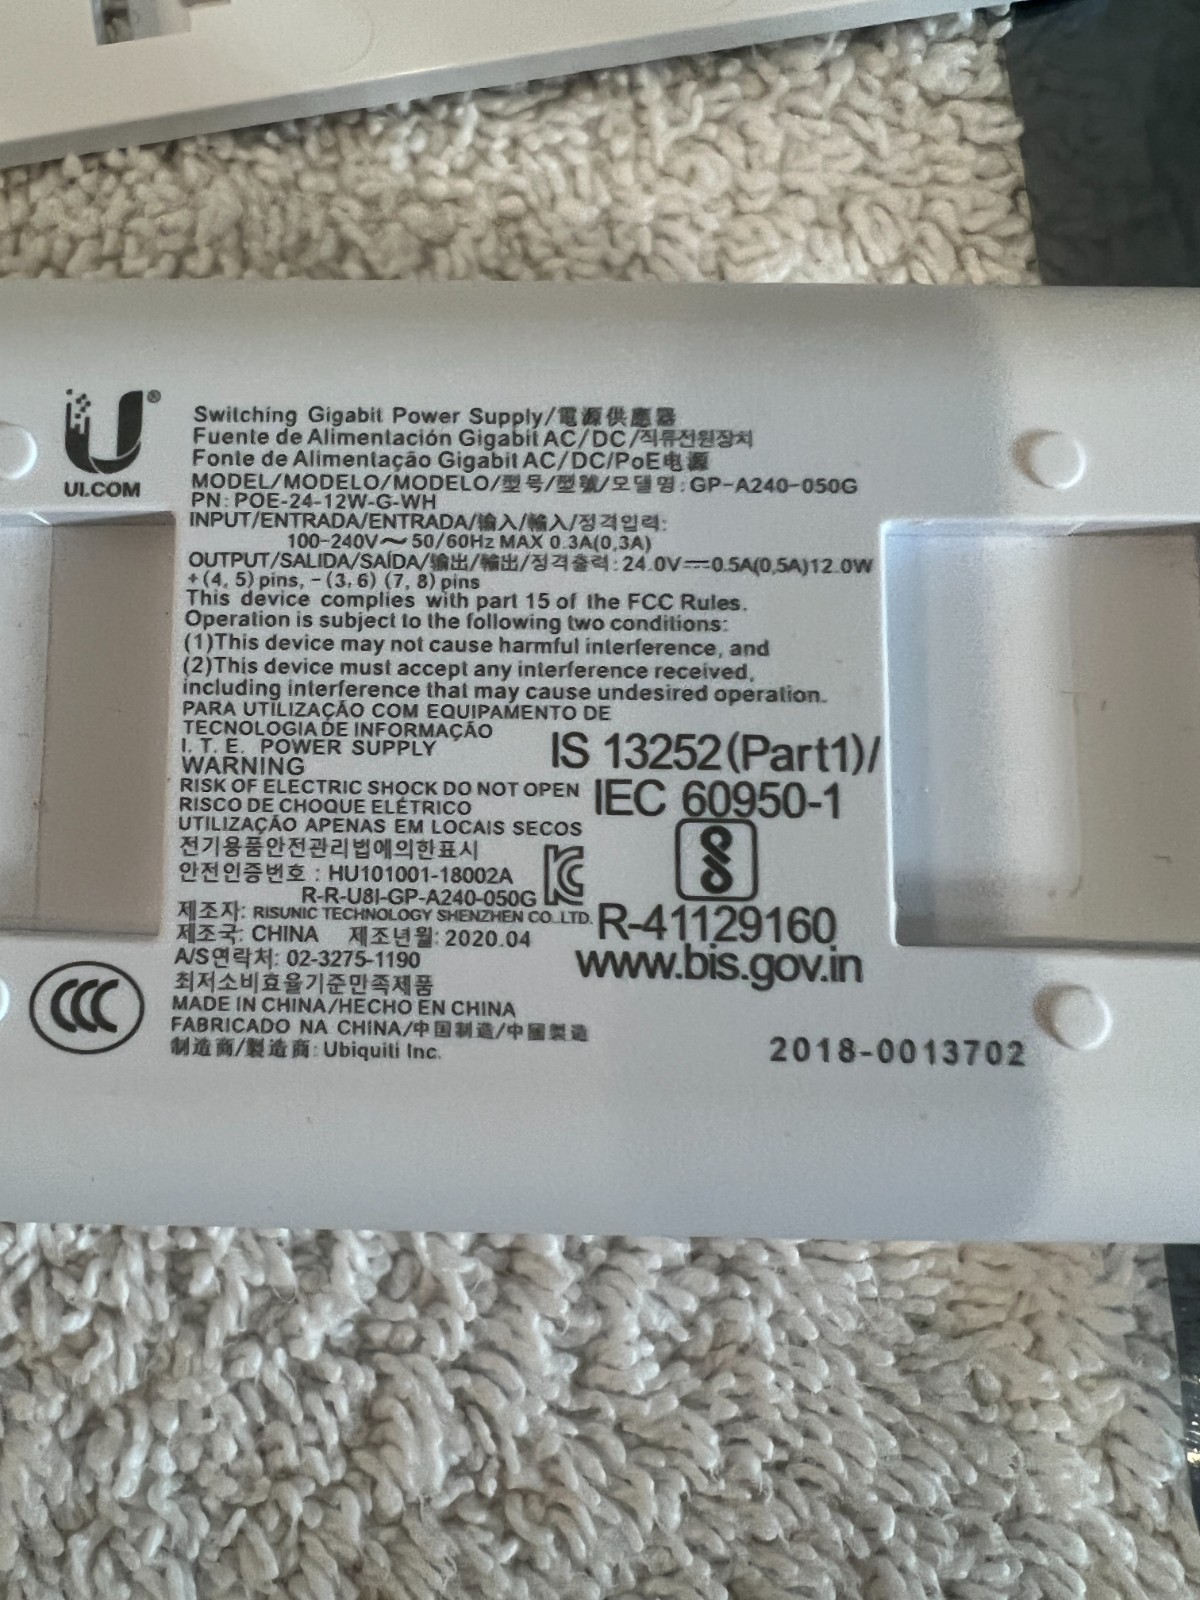 U®
UI.COM
Switching Gigabit Power Supply/電源供應器
Fuente de Alimentación Gigabit AC/DC/직류전원장치
Fonte de Alimentação Gigabit AC/DC/PoE电源
MODEL/MODELO/MODELO/型号/型號/모델명:GP-A240-050G
PN: POE-24-12W-G-WH
INPUT/ENTRADA/ENTRADA/输入/輸入/정격입력:
100-240V～50/60Hz MAX 0.3A(0,3A)
OUTPUT/SALIDA/SAÍDA/输出/輸出/정격출력:24.0V⎓0.5A(0,5A)12.0W
+(4, 5) pins, -(3, 6) (7, 8) pins
This device complies with part 15 of the FCC Rules.
Operation is subject to the following two conditions:
(1)This device may not cause harmful interference, and
(2)This device must accept any interference received,
including interference that may cause undesired operation.
PARA UTILIZAÇÃO COM EQUIPAMENTO DE
TECNOLOGIA DE INFORMAÇÃO
I. T. E. POWER SUPPLY
WARNING
RISK OF ELECTRIC SHOCK DO NOT OPEN
RISCO DE CHOQUE ELÉTRICO
UTILIZAÇÃO APENAS EM LOCAIS SECOS
전기용품안전관리법에의한표시
안전인증번호 : HU101001-18002A
R-R-U8I-GP-A240-050G
제조자: RISUNIC TECHNOLOGY SHENZHEN CO.,LTD.
제조국: CHINA 제조년월: 2020.04
A/S연락처: 02-3275-1190
최저소비효율기준만족제품
MADE IN CHINA/HECHO EN CHINA
FABRICADO NA CHINA/中国制造/中國製造
制造商/製造商: Ubiquiti Inc.
IS 13252(Part1)/
IEC 60950-1
R-41129160
www.bis.gov.in
CCC
2018-0013702